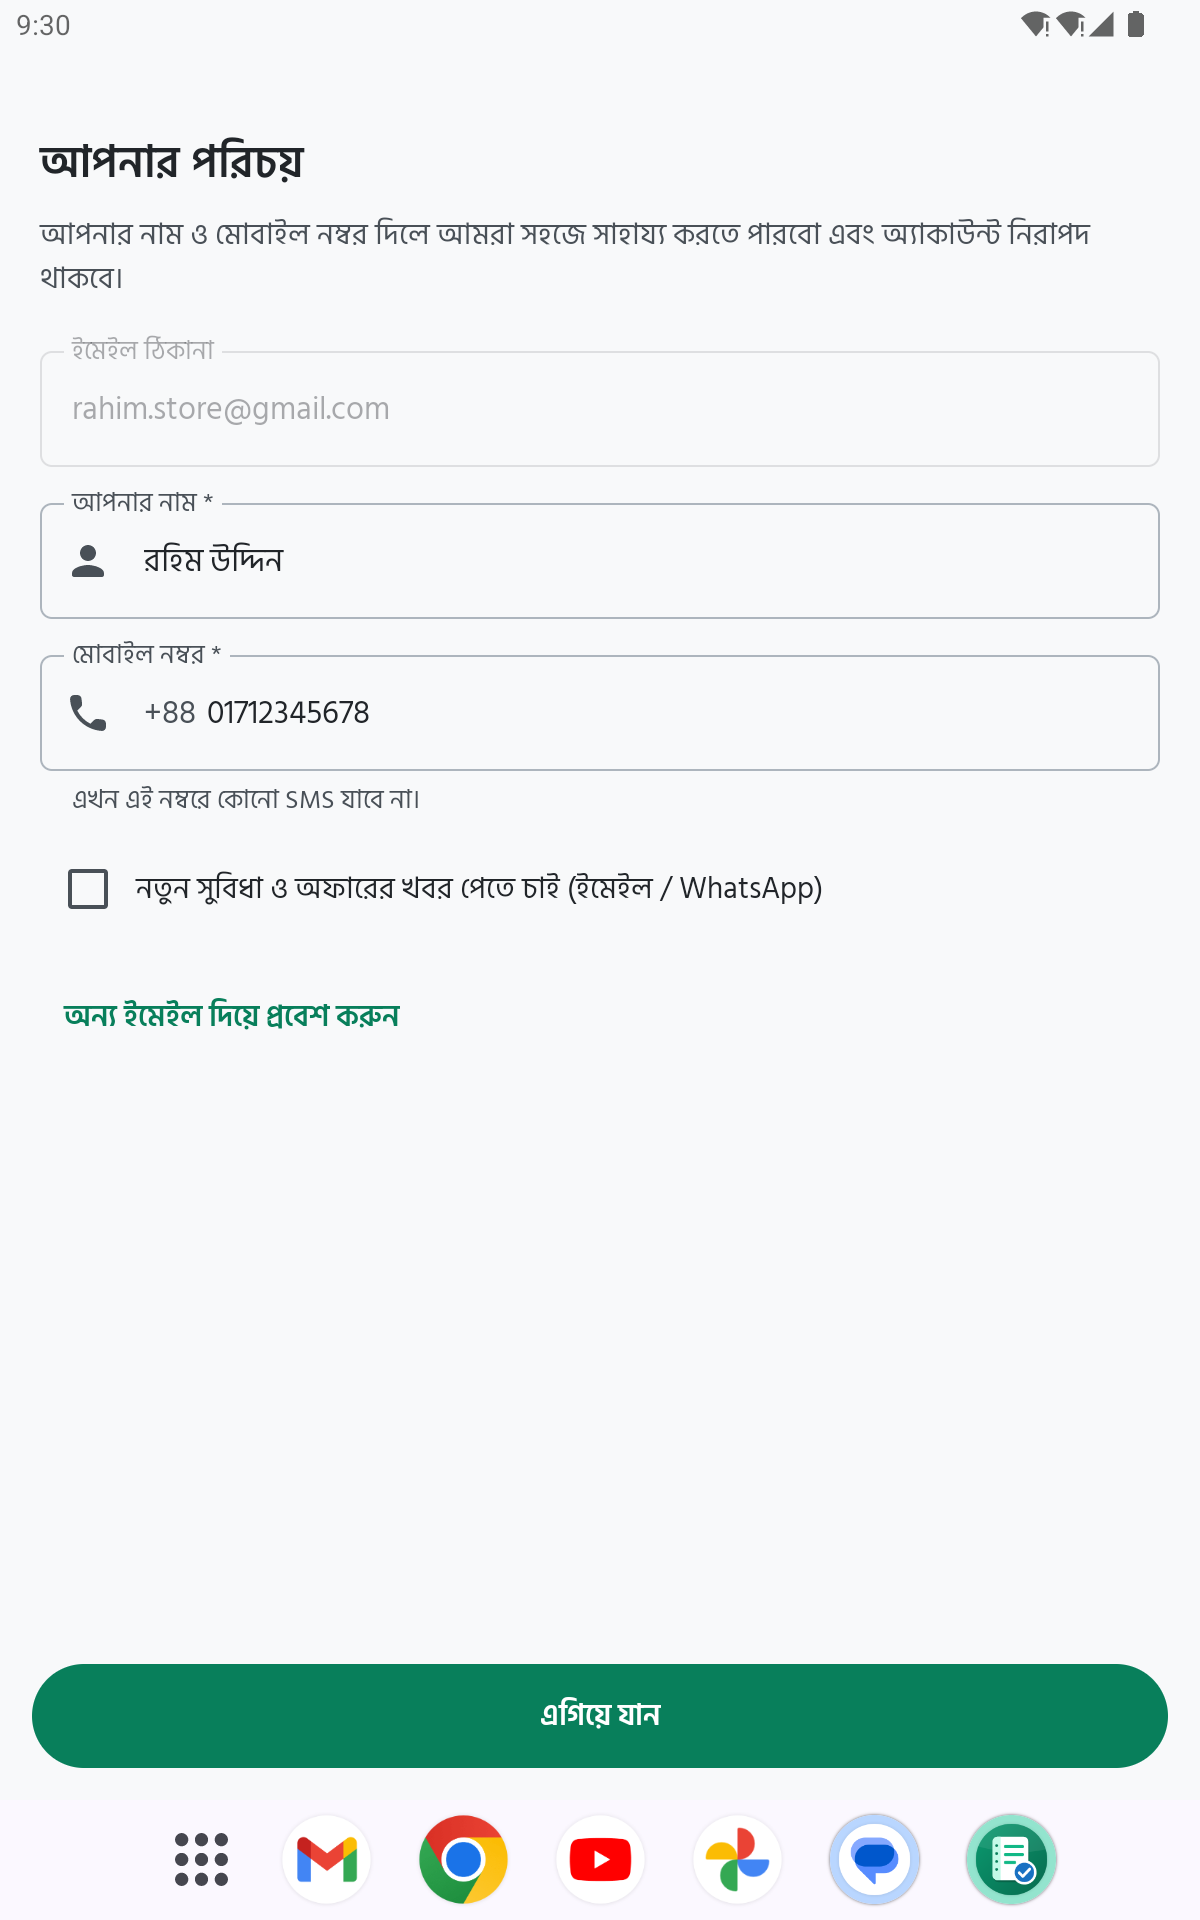 9:30
আপনার পরিচয়
আপনার নাম ও মোবাইল নম্বর দিলে আমরা সহজে সাহায্য করতে পারবো এবং অ্যাকাউন্ট নিরাপদ
থাকবে।
ইমেইল ঠিকানা
rahim.store@gmail.com
আপনার নাম *
রহিম উদ্দিন
মোবাইল নম্বর *
+88 01712345678
এখন এই নম্বরে কোনো SMS যাবে না।
নতুন সুবিধা ও অফারের খবর পেতে চাই (ইমেইল / WhatsApp)
অন্য ইমেইল দিয়ে প্রবেশ করুন
এগিয়ে যান